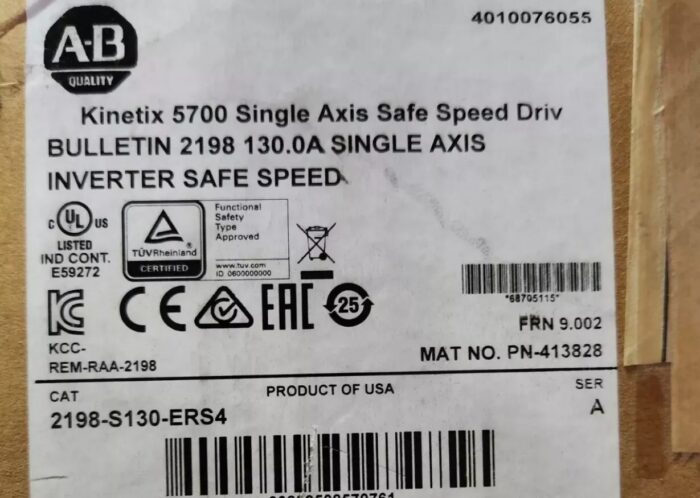 4010076055
A-B
QUALITY
Kinetix 5700 Single Axis Safe Speed Driv
BULLETIN 2198 130.0A SINGLE AXIS
INVERTER SAFE SPEED
C UL US
LISTED
IND CONT.
E59272
TÜVRheinland
CERTIFIED
Functional
Safety
Type
Approved
www.tuv.com
ID 0600000000
CE
EAC
25
KCC-
REM-RAA-2198
*68705115*
FRN 9.002
MAT NO. PN-413828
CAT
PRODUCT OF USA
SER
2198-S130-ERS4
A